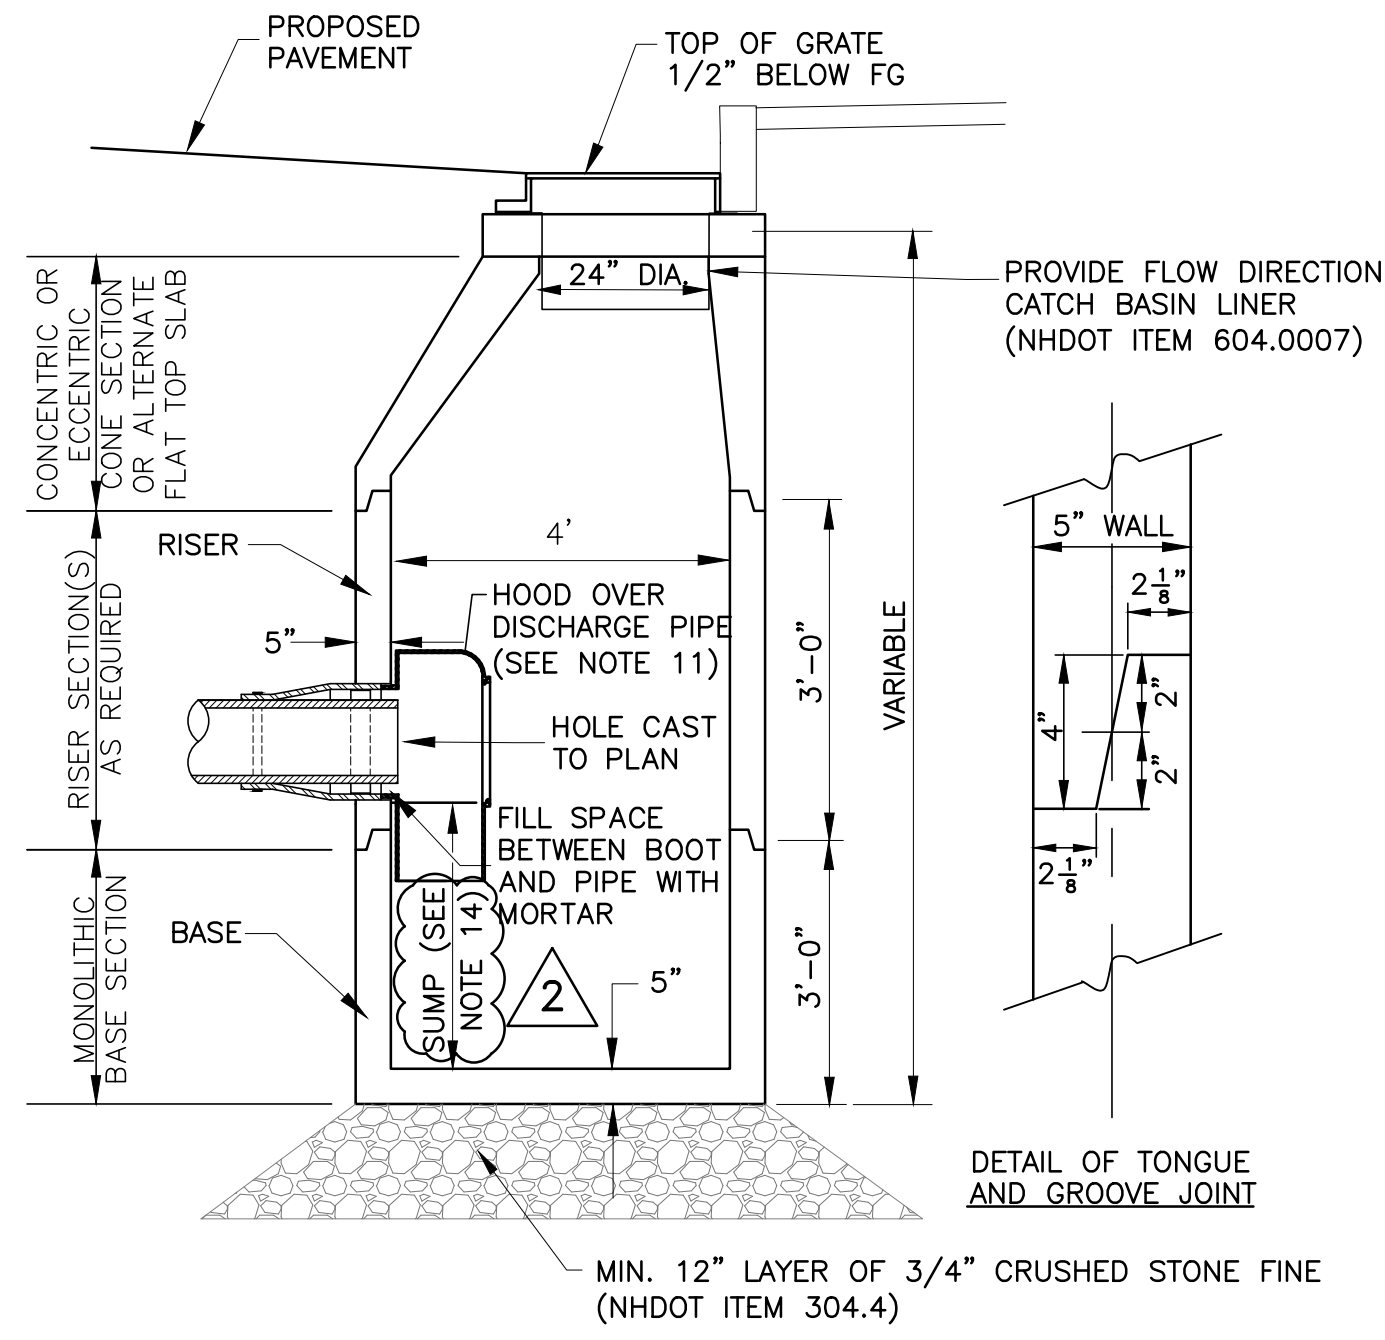 PROPOSED
PAVEMENT
TOP OF GRATE
1/2" BELOW FG
24" DIA.
PROVIDE FLOW DIRECTION
CATCH BASIN LINER
(NHDOT ITEM 604.0007)
CONCENTRIC OR
ECCENTRIC
CONE SECTION
OR ALTERNATE
FLAT TOP SLAB
RISER SECTION(S)
AS REQUIRED
MONOLITHIC
BASE SECTION
RISER
4'
5"
HOOD OVER
DISCHARGE PIPE
(SEE NOTE 11)
HOLE CAST
TO PLAN
FILL SPACE
BETWEEN BOOT
AND PIPE WITH
MORTAR
BASE
SUMP (SEE
NOTE 14)
2
5"
3'-0"
3'-0"
VARIABLE
5" WALL
2 1/8"
4"
2"
2"
2 1/8"
DETAIL OF TONGUE
AND GROOVE JOINT
MIN. 12" LAYER OF 3/4" CRUSHED STONE FINE
(NHDOT ITEM 304.4)